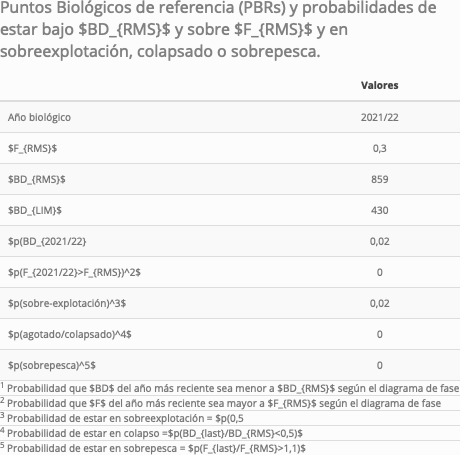 Puntos Biológicos de referencia (PBRs) y probabilidades de
estar bajo $BD_{RMS}$ y sobre $F_{RMS}$ y en
sobreexplotación, colapsado o sobrepesca.
Valores
Año biológico 2021/22
$F_{RMS}$ 0,3
$BD_{RMS}$ 859
$BD_{LIM}$ 430
$p(BD_{2021/22} 0,02
$p(F_{2021/22}>F_{RMS})^2$ 0
$p(sobre-explotación)^3$ 0,02
$p(agotado/colapsado)^4$ 0
$p(sobrepesca)^5$ 0
1 Probabilidad que $BD$ del año más reciente sea menor a $BD_{RMS}$ según el diagrama de fase
2 Probabilidad que $F$ del año más reciente sea mayor a $F_{RMS}$ según el diagrama de fase
3 Probabilidad de estar en sobreexplotación = $p(0,5
4 Probabilidad de estar en colapso =$p(BD_{last}/BD_{RMS}<0,5)$
5 Probabilidad de estar en sobrepesca = $p(F_{last}/F_{RMS}>1,1)$